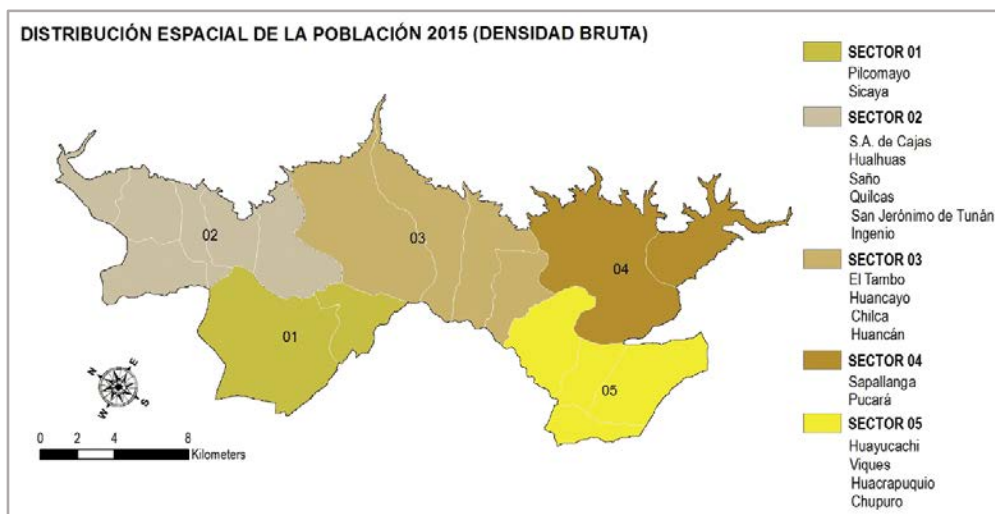 DISTRIBUCIÓN ESPACIAL DE LA POBLACIÓN 2015 (DENSIDAD BRUTA)
02
03
04
01
05
N
E
W
S
0 2 4 8
Kilometers
SECTOR 01
Pilcomayo
Sicaya
SECTOR 02
S.A. de Cajas
Hualhuas
Saño
Quilcas
San Jerónimo de Tunán
Ingenio
SECTOR 03
El Tambo
Huancayo
Chilca
Huancán
SECTOR 04
Sapallanga
Pucará
SECTOR 05
Huayucachi
Viques
Huacrapuquio
Chupuro